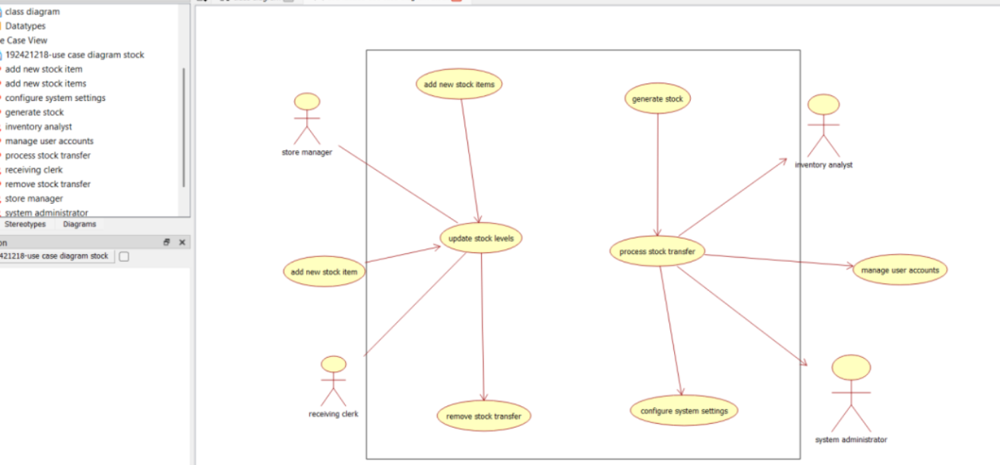 class diagram
Datatypes
e Case View
192421218-use case diagram stock
add new stock item
add new stock items
configure system settings
generate stock
inventory analyst
manage user accounts
process stock transfer
receiving clerk
remove stock transfer
store manager
system administrator
Stereotypes Diagrams
on
421218-use case diagram stock
add new stock items
generate stock
store manager
inventory analyst
update stock levels
process stock transfer
add new stock item
manage user accounts
receiving clerk
remove stock transfer
configure system settings
system administrator